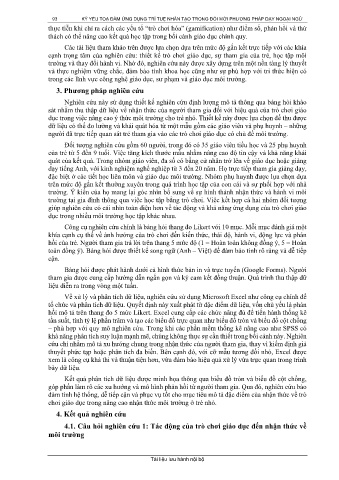 93 KỶ YẾU TỌA ĐÀM ỨNG DỤNG TRÍ TUỆ NHÂN TẠO TRONG ĐỔI MỚI PHƯƠNG PHÁP DẠY NGOẠI NGỮ
thực tiễn khi chỉ ra cách các yếu tố “trò chơi hóa” (gamification) như điểm số, phản hồi và thử
thách có thể nâng cao kết quả học tập trong bối cảnh giáo dục chính quy.
Các tài liệu tham khảo trên được lựa chọn dựa trên mức độ gắn kết trực tiếp với các khía
cạnh trọng tâm của nghiên cứu: thiết kế trò chơi giáo dục, sự tham gia của trẻ, học tập môi
trường và thay đổi hành vi. Nhờ đó, nghiên cứu này được xây dựng trên một nền tảng lý thuyết
và thực nghiệm vững chắc, đảm bảo tính khoa học cũng như sự phù hợp với tri thức hiện có
trong các lĩnh vực công nghệ giáo dục, sư phạm và giáo dục môi trường.
3. Phương pháp nghiên cứu
Nghiên cứu này sử dụng thiết kế nghiên cứu định lượng mô tả thông qua bảng hỏi khảo
sát nhằm thu thập dữ liệu về nhận thức của người tham gia đối với hiệu quả của trò chơi giáo
dục trong việc nâng cao ý thức môi trường cho trẻ nhỏ. Thiết kế này được lựa chọn để thu được
dữ liệu có thể đo lường và khái quát hóa từ một mẫu gồm các giáo viên và phụ huynh – những
người đã trực tiếp quan sát trẻ tham gia vào các trò chơi giáo dục có chủ đề môi trường.
Đối tượng nghiên cứu gồm 60 người, trong đó có 35 giáo viên tiểu học và 25 phụ huynh
của trẻ từ 5 đến 9 tuổi. Việc tăng kích thước mẫu nhằm nâng cao độ tin cậy và khả năng khái
quát của kết quả. Trong nhóm giáo viên, đa số có bằng cử nhân trở lên về giáo dục hoặc giảng
dạy tiếng Anh, với kinh nghiệm nghề nghiệp từ 3 đến 20 năm. Họ trực tiếp tham gia giảng dạy,
đặc biệt ở các tiết học liên môn và giáo dục môi trường. Nhóm phụ huynh được lựa chọn dựa
trên mức độ gắn kết thường xuyên trong quá trình học tập của con cái và sự phối hợp với nhà
trường. Ý kiến của họ mang lại góc nhìn bổ sung về sự hình thành nhận thức và hành vi môi
trường tại gia đình thông qua việc học tập bằng trò chơi. Việc kết hợp cả hai nhóm đối tượng
giúp nghiên cứu có cái nhìn toàn diện hơn về tác động và khả năng ứng dụng của trò chơi giáo
dục trong nhiều môi trường học tập khác nhau.
Công cụ nghiên cứu chính là bảng hỏi thang đo Likert với 10 mục. Mỗi mục đánh giá một
khía cạnh cụ thể về ảnh hưởng của trò chơi đến kiến thức, thái độ, hành vi, động lực và phản
hồi của trẻ. Người tham gia trả lời trên thang 5 mức độ (1 = Hoàn toàn không đồng ý, 5 = Hoàn
toàn đồng ý). Bảng hỏi được thiết kế song ngữ (Anh – Việt) để đảm bảo tính rõ ràng và dễ tiếp
cận.
Bảng hỏi được phát hành dưới cả hình thức bản in và trực tuyến (Google Forms). Người
tham gia được cung cấp hướng dẫn ngắn gọn và ký cam kết đồng thuận. Quá trình thu thập dữ
liệu diễn ra trong vòng một tuần.
Về xử lý và phân tích dữ liệu, nghiên cứu sử dụng Microsoft Excel như công cụ chính để
tổ chức và phân tích dữ liệu. Quyết định này xuất phát từ đặc điểm dữ liệu, vốn chủ yếu là phản
hồi mô tả trên thang đo 5 mức Likert. Excel cung cấp các chức năng đủ để tiến hành thống kê
tần suất, tính tỷ lệ phần trăm và tạo các biểu đồ trực quan như biểu đồ tròn và biểu đồ cột chồng
– phù hợp với quy mô nghiên cứu. Trong khi các phần mềm thống kê nâng cao như SPSS có
khả năng phân tích suy luận mạnh mẽ, chúng không thực sự cần thiết trong bối cảnh này. Nghiên
cứu chỉ nhằm mô tả xu hướng chung trong nhận thức của người tham gia, thay vì kiểm định giả
thuyết phức tạp hoặc phân tích đa biến. Bên cạnh đó, với cỡ mẫu tương đối nhỏ, Excel được
xem là công cụ khả thi và thuận tiện hơn, vừa đảm bảo hiệu quả xử lý vừa trực quan trong trình
bày dữ liệu.
Kết quả phân tích dữ liệu được minh họa thông qua biểu đồ tròn và biểu đồ cột chồng,
góp phần làm rõ các xu hướng và mô hình phản hồi từ người tham gia. Qua đó, nghiên cứu bảo
đảm tính hệ thống, dễ tiếp cận và phục vụ tốt cho mục tiêu mô tả đặc điểm của nhận thức về trò
chơi giáo dục trong nâng cao nhận thức môi trường ở trẻ nhỏ.
4. Kết quả nghiên cứu
4.1. Câu hỏi nghiên cứu 1: Tác động của trò chơi giáo dục đến nhận thức về
môi trường
Tài liệu lưu hành nội bộ